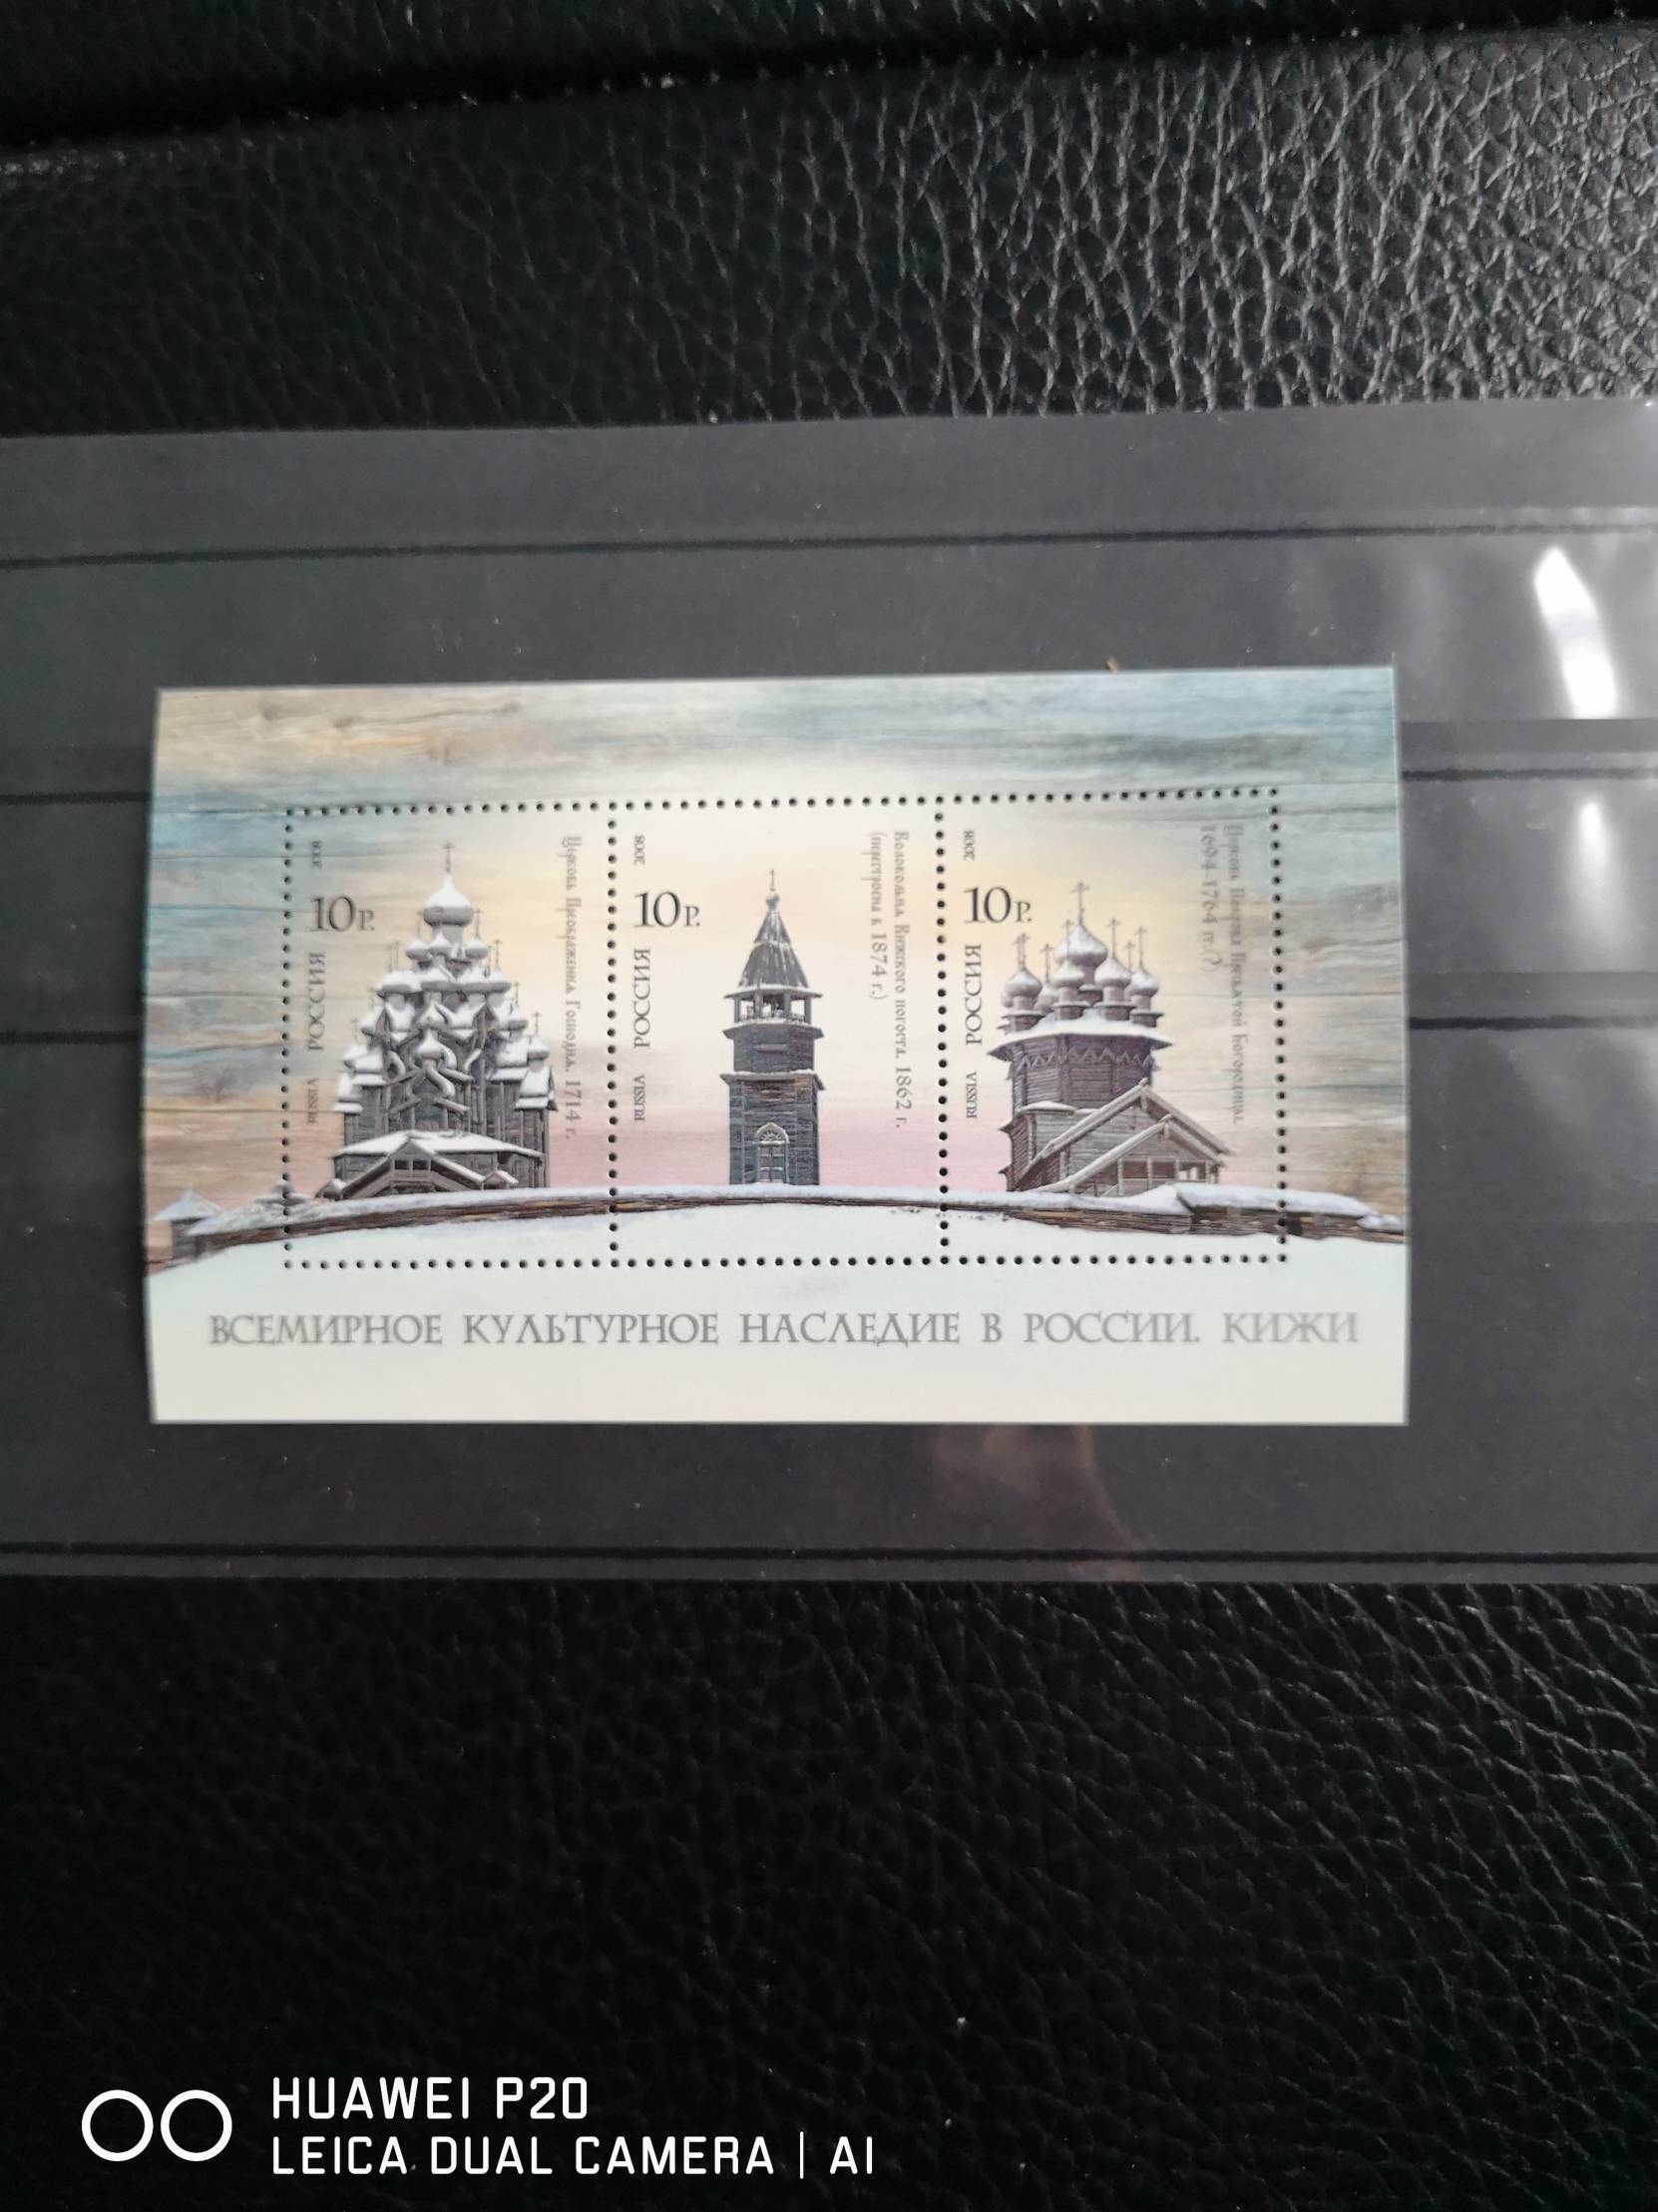 2008
10Р.
РОССИЯ
RUSSIA
Церковь Преображения Господня. 1714 г.
2008
10Р.
РОССИЯ
RUSSIA
Колокольня Кижского погоста. 1862 г.
(перестроена в 1874 г.)
2008
10Р.
РОССИЯ
RUSSIA
Церковь Покрова Пресвятой Богородицы.
1694-1764 гг.(?)
ВСЕМИРНОЕ КУЛЬТУРНОЕ НАСЛЕДИЕ В РОССИИ. КИЖИ
HUAWEI P20
LEICA DUAL CAMERA | AI